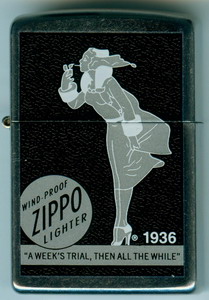 WIND-PROOF
ZIPPO
LIGHTER
® 1936
"A WEEK'S TRIAL, THEN ALL THE WHILE"